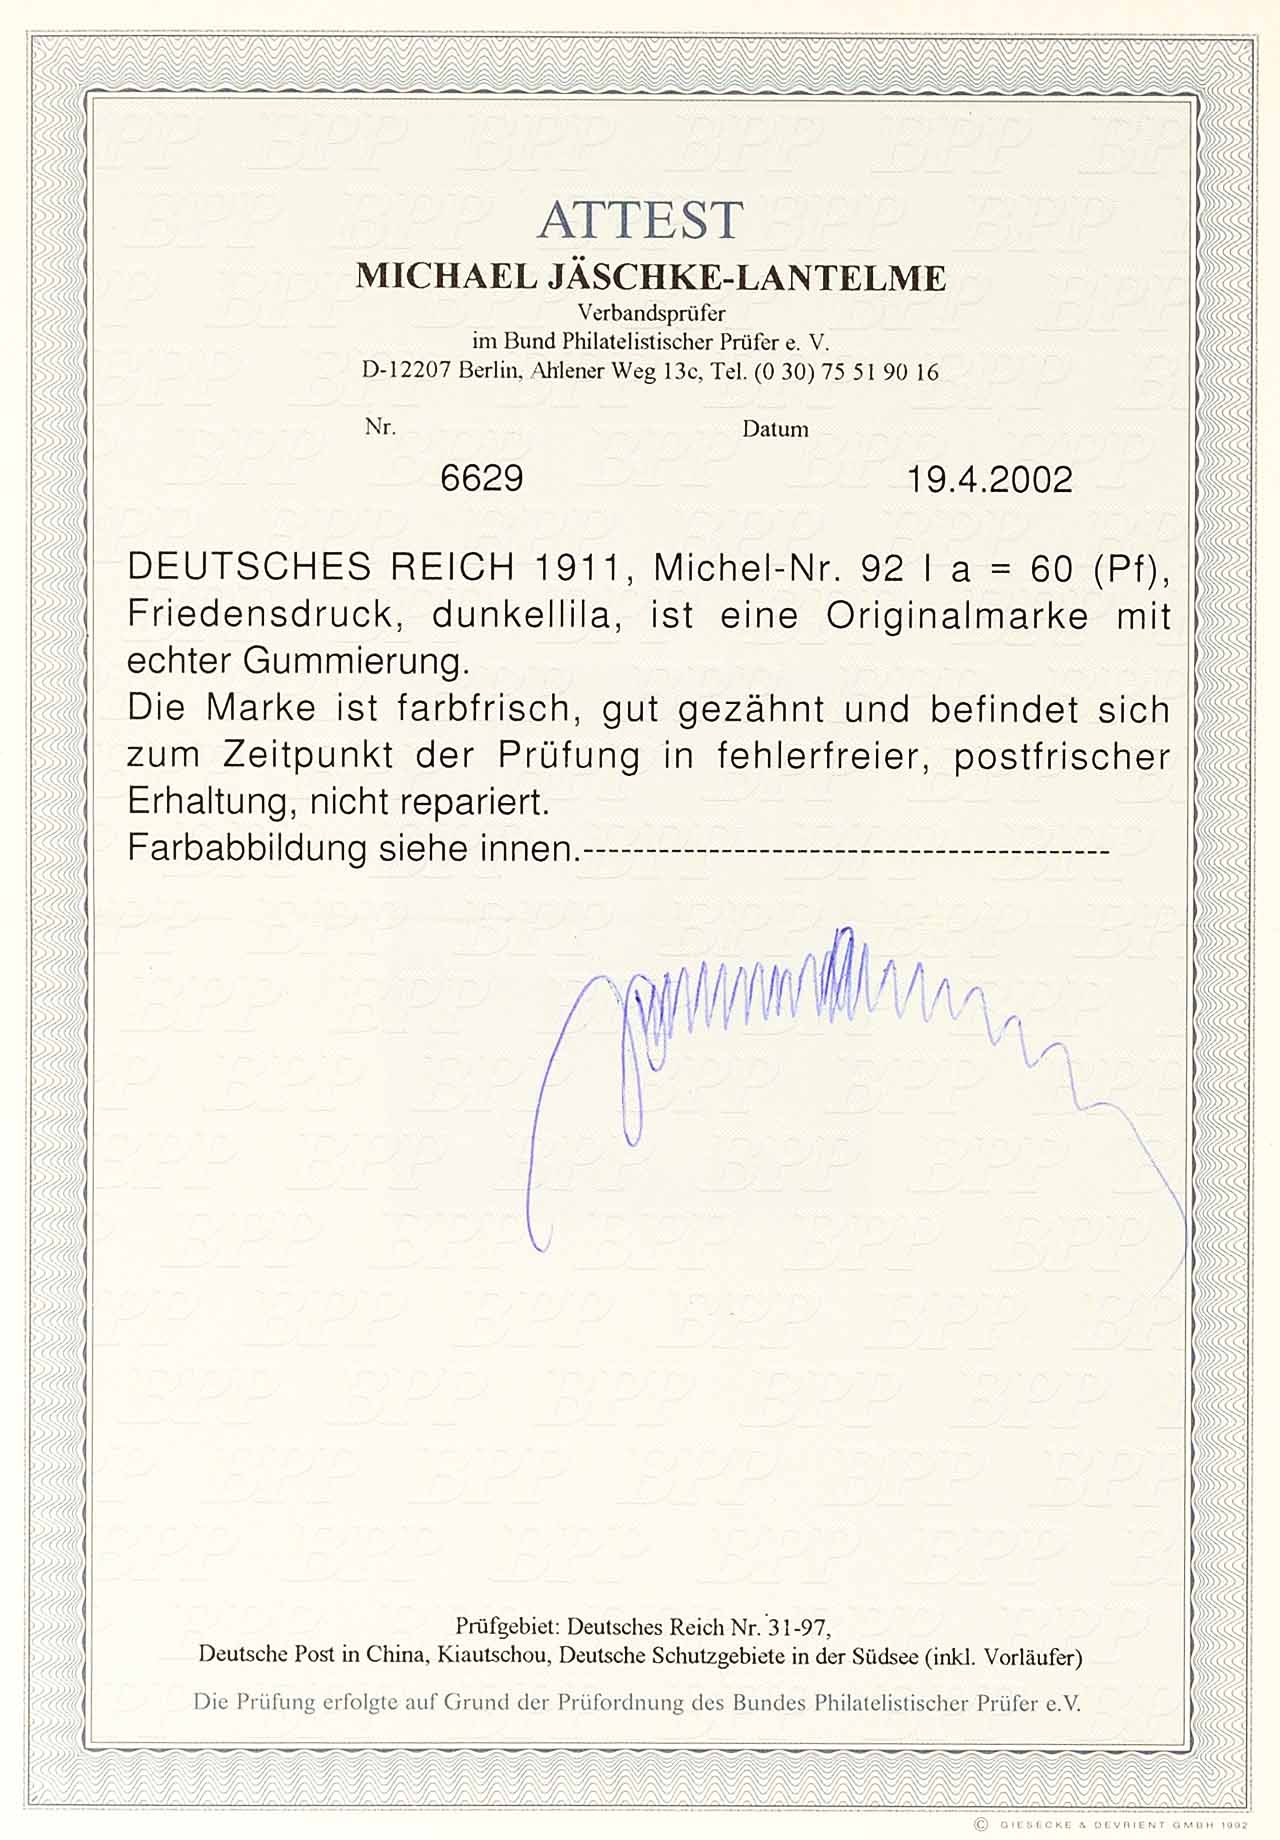 ATTEST
MICHAEL JÄSCHKE-LANTELME
Verbandsprüfer
im Bund Philatelistischer Prüfer e. V.
D-12207 Berlin, Ahlener Weg 13c, Tel. (0 30) 75 51 90 16
Nr. Datum
6629 19.4.2002
DEUTSCHES REICH 1911, Michel-Nr. 92 I a = 60 (Pf),
Friedensdruck, dunkellila, ist eine Originalmarke mit
echter Gummierung.
Die Marke ist farbfrisch, gut gezähnt und befindet sich
zum Zeitpunkt der Prüfung in fehlerfreier, postfrischer
Erhaltung, nicht repariert.
Farbabbildung siehe innen.------------------------------------------
Prüfgebiet: Deutsches Reich Nr. 31-97,
Deutsche Post in China, Kiautschou, Deutsche Schutzgebiete in der Südsee (inkl. Vorläufer)
Die Prüfung erfolgte auf Grund der Prüfordnung des Bundes Philatelistischer Prüfer e.V.
© GIESECKE & DEVRIENT GMBH 1992